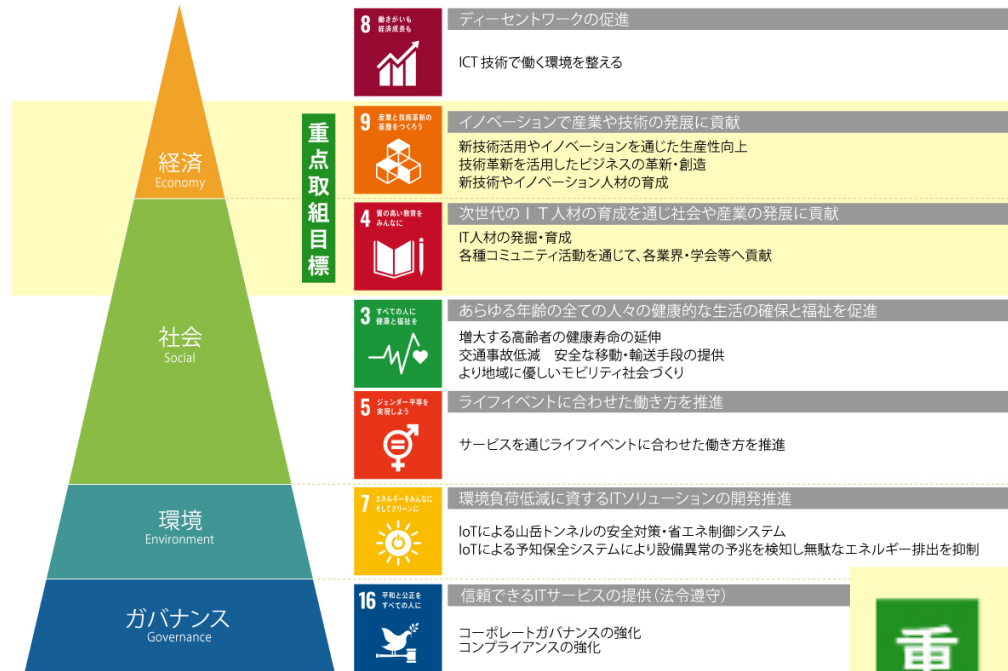 8 働きがいも
経済成長も
ディーセントワークの促進
ICT 技術で働く環境を整える
経済
Economy
重点取組目標
9 産業と技術革新の
基盤をつくろう
イノベーションで産業や技術の発展に貢献
新技術活用やイノベーションを通じた生産性向上
技術革新を活用したビジネスの革新・創造
新技術やイノベーション人材の育成
4 質の高い教育を
みんなに
次世代のIT人材の育成を通じ社会や産業の発展に貢献
IT人材の発掘・育成
各種コミュニティ活動を通じて、各業界・学会等へ貢献
社会
Social
3 すべての人に
健康と福祉を
あらゆる年齢の全ての人々の健康的な生活の確保と福祉を促進
増大する高齢者の健康寿命の延伸
交通事故低減　安全な移動・輸送手段の提供
より地域に優しいモビリティ社会づくり
5 ジェンダー平等を
実現しよう
ライフイベントに合わせた働き方を推進
サービスを通じライフイベントに合わせた働き方を推進
環境
Environment
7 エネルギーをみんなに
そしてクリーンに
環境負荷低減に資するITソリューションの開発推進
IoTによる山岳トンネルの安全対策・省エネ制御システム
IoTによる予知保全システムにより設備異常の予兆を検知し無駄なエネルギー排出を抑制
ガバナンス
Governance
16 平和と公正を
すべての人に
信頼できるITサービスの提供（法令遵守）
コーポレートガバナンスの強化
コンプライアンスの強化
重